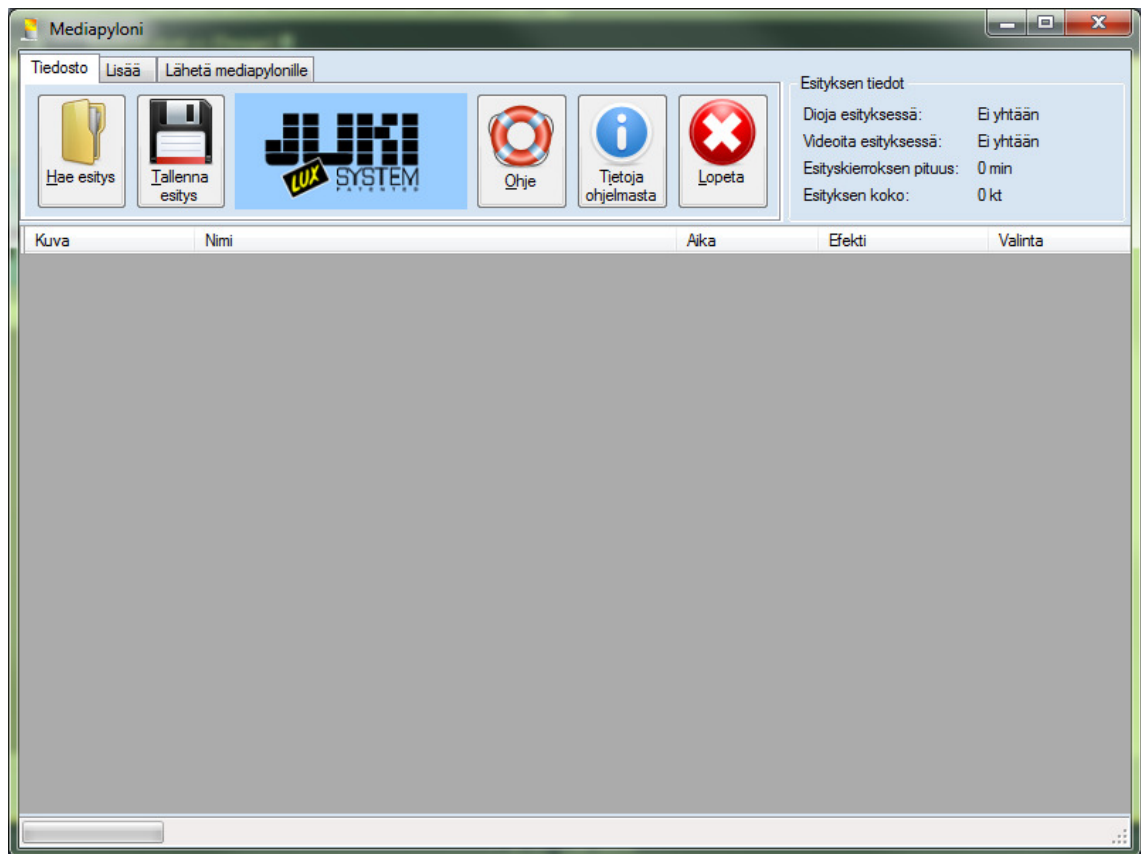 Mediapyloni
Tiedosto Lisää Lähetä mediapylonille
Hae esitys
Tallenna
esitys
JUKI
LUX SYSTEM
PATENTED
Ohje
Tietoja
ohjelmasta
Lopeta
Esityksen tiedot
Dioja esityksessä: Ei yhtään
Videoita esityksessä: Ei yhtään
Esityskierroksen pituus: 0 min
Esityksen koko: 0 kt
Kuva Nimi Aika Efekti Valinta